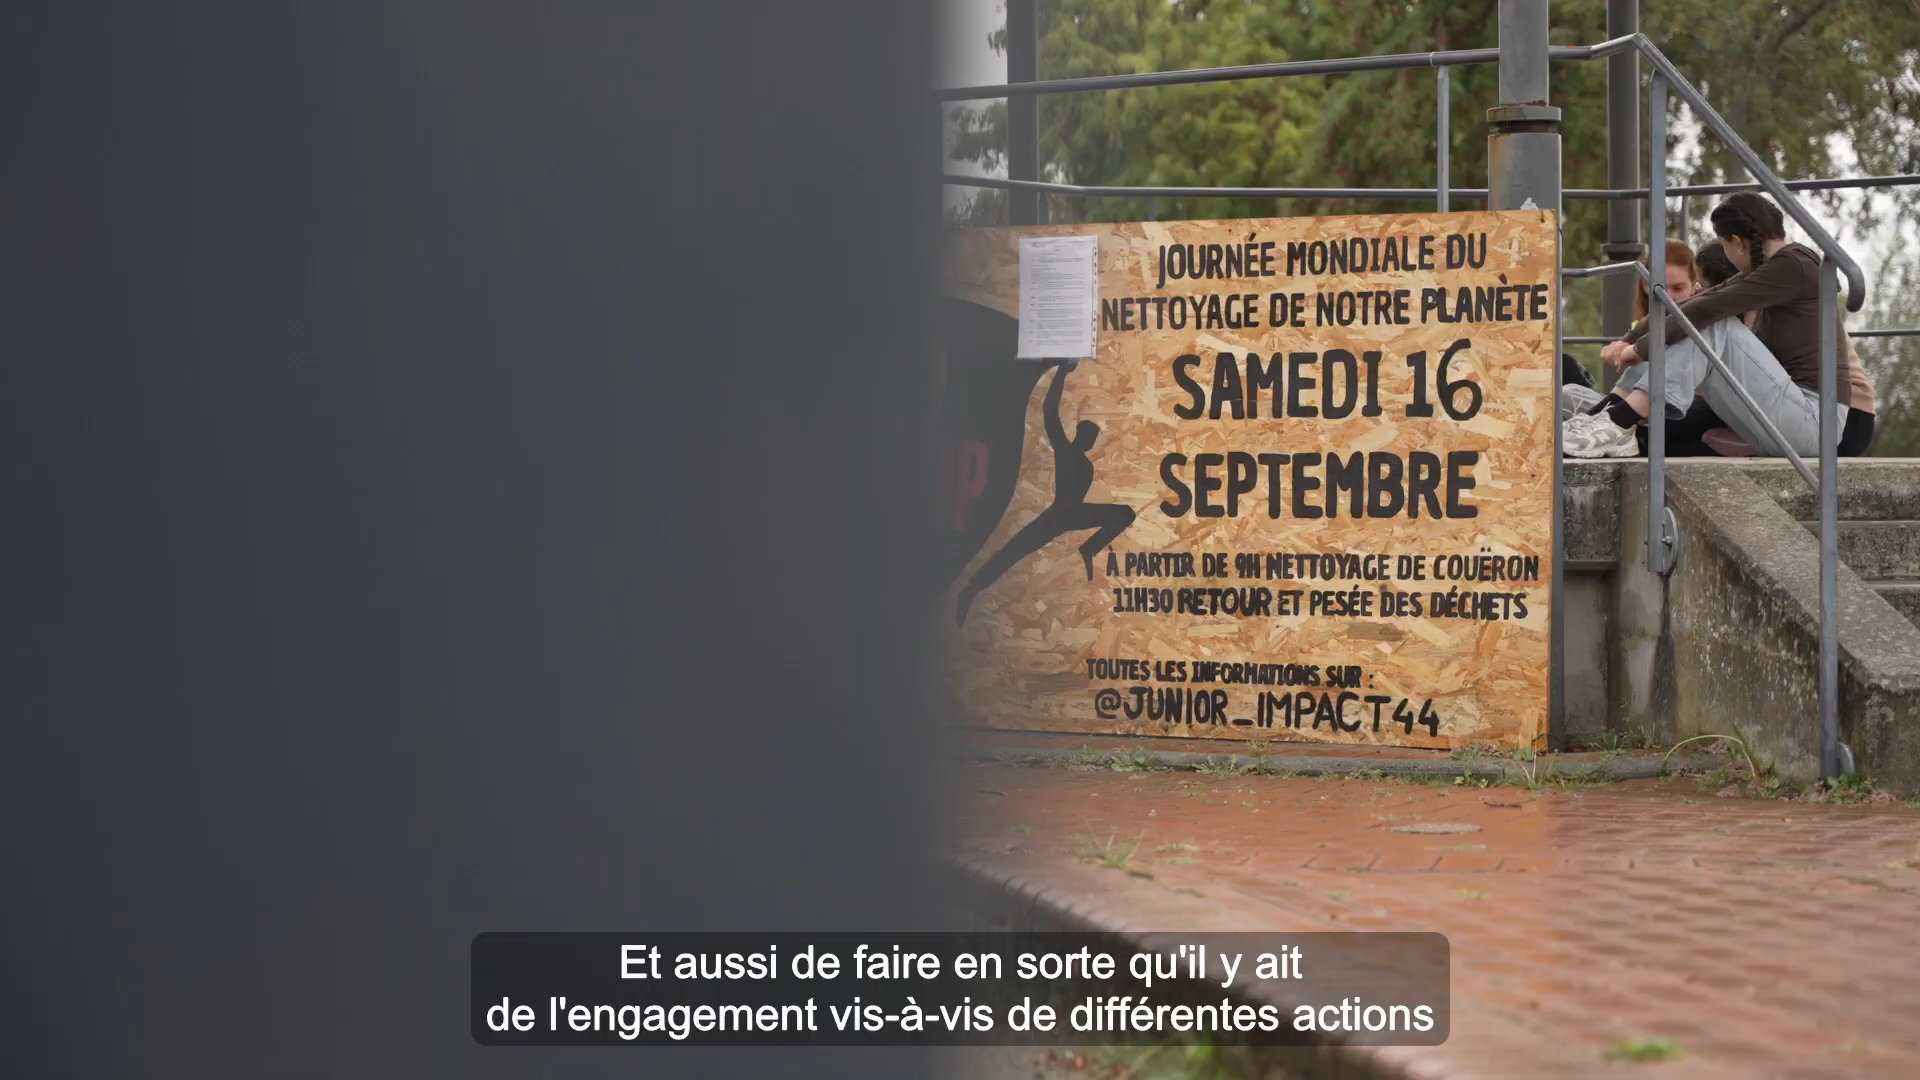 JOURNÉE MONDIALE DU
NETTOYAGE DE NOTRE PLANÈTE
SAMEDI 16
SEPTEMBRE
À PARTIR DE 9H NETTOYAGE DE COUËRON
11H30 RETOUR ET PESÉE DES DÉCHETS
TOUTES LES INFORMATIONS SUR :
@JUNIOR_IMPACT44
Et aussi de faire en sorte qu'il y ait
de l'engagement vis-à-vis de différentes actions